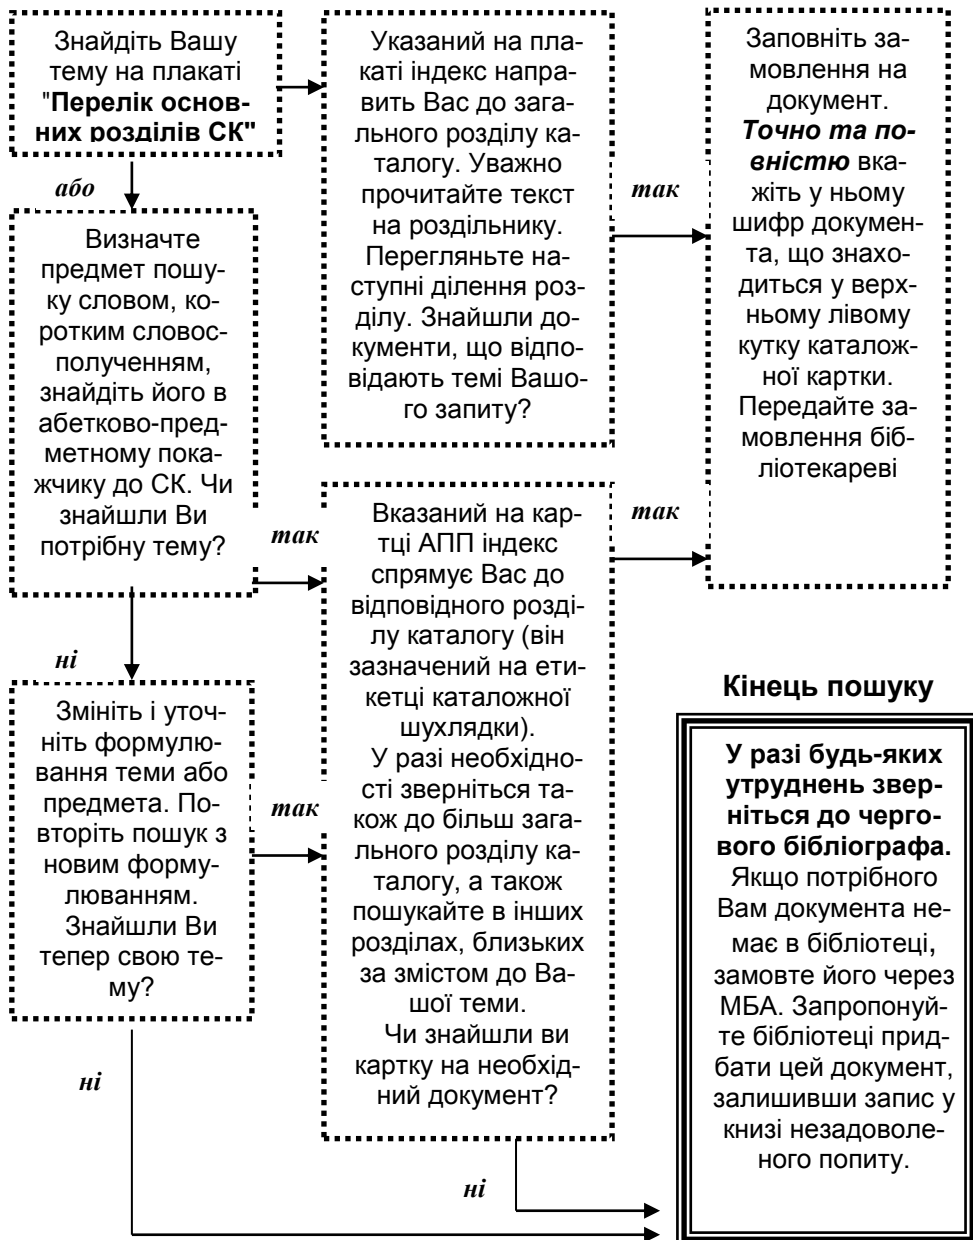 Знайдіть Вашу
тему на плакаті
"Перелік основ-
них розділів СК"
або
Визначте
предмет пошу-
ку словом, ко-
ротким словос-
полученням,
знайдіть його в
абетково-пред-
метному пока-
жчику до СК. Чи
знайшли Ви
потрібну тему?
ні
Змініть і уточ-
ніть формулю-
вання теми або
предмета. По-
вторіть пошук з
новим форму-
люванням.
Знайшли Ви
тепер свою те-
му?
ні
Указаний на пла-
каті індекс напра-
вить Вас до зага-
льного розділу ка-
талогу. Уважно
прочитайте текст
на роздільнику.
Перегляньте на-
ступні ділення роз-
ділу. Знайшли до-
кументи, що відпо-
відають темі Вашо-
го запиту?
так
так
Вказаний на кар-
тці АПП індекс
спрямує Вас до
відповідного розді-
лу каталогу (він
зазначений на ети-
кетці каталожної
шухлядки).
У разі необхідно-
сті зверніться та-
кож до більш зага-
льного розділу ка-
талогу, а також
пошукайте в інших
розділах, близьких
за змістом до Ва-
шої теми.
Чи знайшли ви
картку на необхід-
ний документ?
ні
так
так
Заповніть за-
мовлення на
документ.
Точно та по-
вністю вка-
жіть у ньому
шифр докумен-
та, що знахо-
диться у верх-
ньому лівому
кутку каталож-
ної картки.
Передайте за-
мовлення біб-
ліотекареві
Кінець пошуку
У разі будь-яких
утруднень звер-
ніться до черго-
вого бібліографа.
Якщо потрібного
Вам документа не-
має в бібліотеці,
замовте його через
МБА. Запропонуй-
те бібліотеці прид-
бати цей документ,
залишивши запис у
книзі незадоволе-
ного попиту.